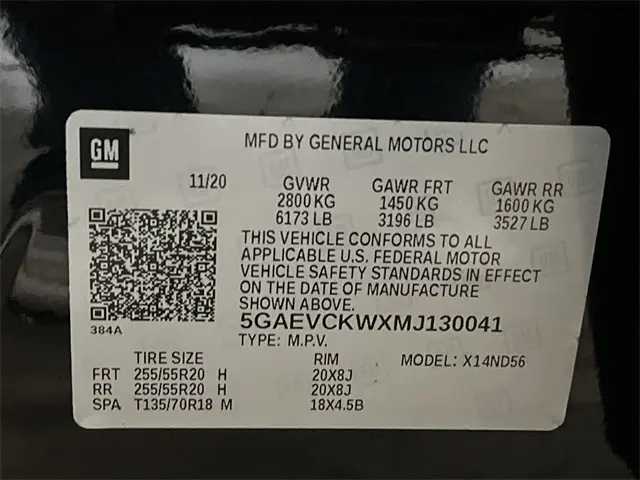 GM
MFD BY GENERAL MOTORS LLC
11/20 GVWR GAWR FRT GAWR RR
2800 KG 1450 KG 1600 KG
6173 LB 3196 LB 3527 LB
THIS VEHICLE CONFORMS TO ALL
APPLICABLE U.S. FEDERAL MOTOR
VEHICLE SAFETY STANDARDS IN EFFECT
ON THE DATE OF MANUFACTURE
SHOWN ABOVE.
384A
5GAEVCKWXMJ130041
TYPE: M.P.V.
TIRE SIZE RIM MODEL: X14ND56
FRT 255/55R20 H 20X8J
RR 255/55R20 H 20X8J
SPA T135/70R18 M 18X4.5B